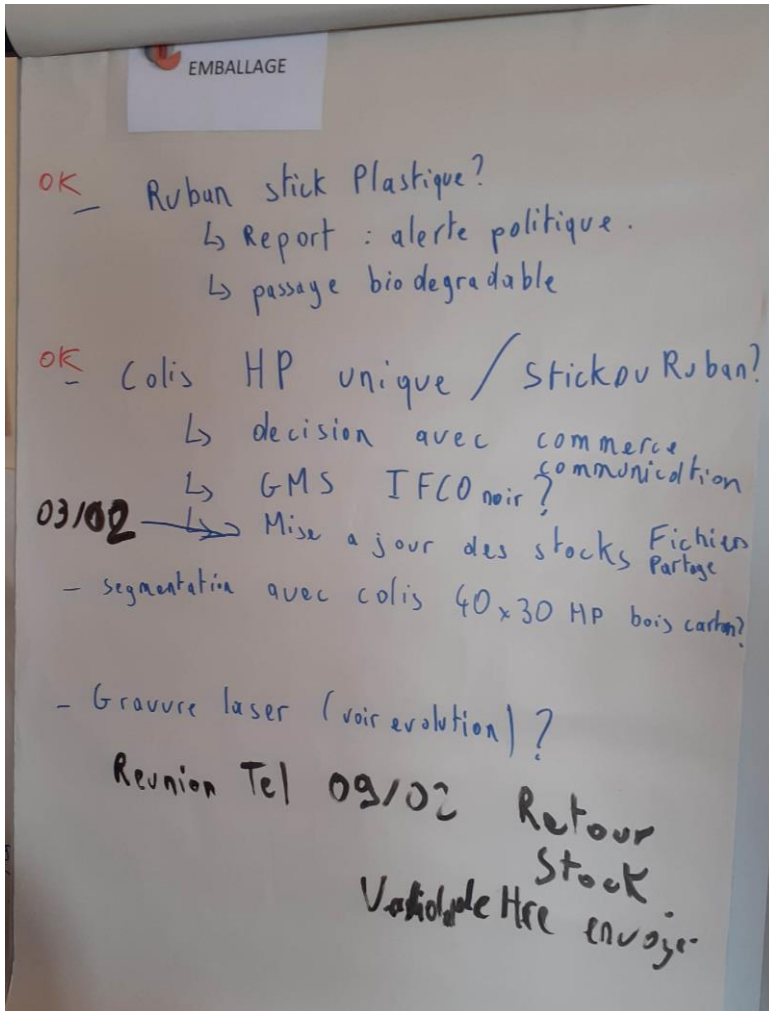 EMBALLAGE
OK
- Ruban stick Plastique?
↳ Report : alerte politique.
↳ passage biodegradable
OK
- Colis HP unique / stick ou Ruban?
↳ decision avec commerce
communication
↳ GMS IFCO noir ?
03/02 → ↳ Mise a jour des stocks Fichiers
Partage
- segmentation avec colis 40x30 HP bois carton?
- Gravure laser (voir evolution) ?
Reunion Tel 09/02 Retour
Stock.
envoyé